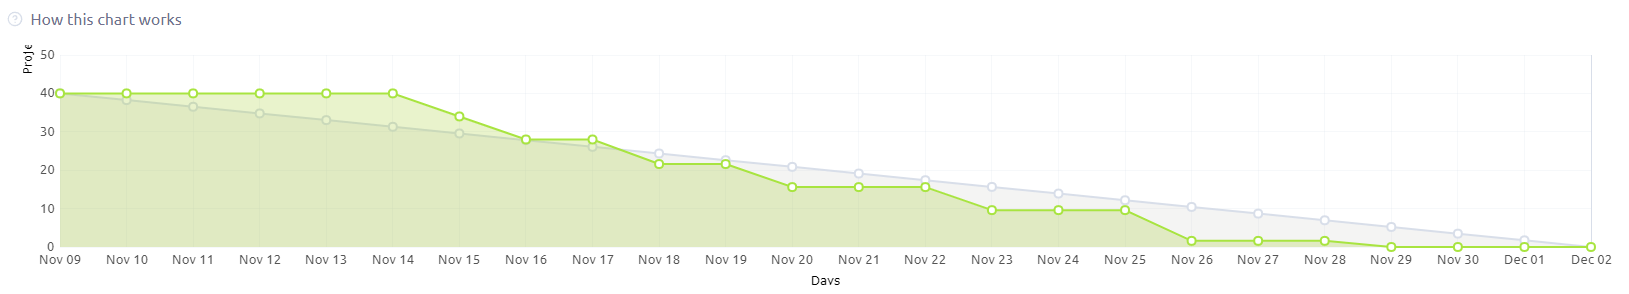 How this chart works
Proje
50
40
30
20
10
0
Nov 09 Nov 10 Nov 11 Nov 12 Nov 13 Nov 14 Nov 15 Nov 16 Nov 17 Nov 18 Nov 19 Nov 20 Nov 21 Nov 22 Nov 23 Nov 24 Nov 25 Nov 26 Nov 27 Nov 28 Nov 29 Nov 30 Dec 01 Dec 02
Days